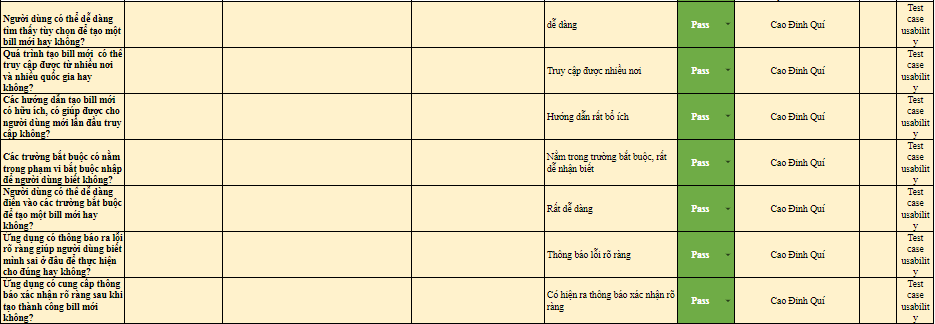 Người dùng có thể dễ dàng
tìm thấy tùy chọn để tạo một
bill mới hay không?
dễ dàng
Pass
Cao Đinh Quí
Test
case
usabilit
y
Quá trình tạo bill mới có thể
truy cập được từ nhiều nơi
và nhiều quốc gia hay
không?
Truy cập được nhiều nơi
Pass
Cao Đinh Quí
Test
case
usabilit
y
Các hướng dẫn tạo bill mới
có hữu ích, có giúp được cho
người dùng mới lần đầu truy
cập không?
Hướng dẫn rất bổ ích
Pass
Cao Đinh Quí
Test
case
usabilit
y
Các trường bắt buộc có nằm
trong phạm vi bắt buộc nhập
để người dùng biết không?
Nằm trong trường bắt buộc, rất
dễ nhận biết
Pass
Cao Đinh Quí
Test
case
usabilit
y
Người dùng có thể dễ dàng
điền vào các trường bắt buộc
để tạo một bill mới hay
không?
Rất dễ dàng
Pass
Cao Đinh Quí
Test
case
usabilit
y
Ứng dụng có thông báo ra lỗi
rõ ràng giúp người dùng biết
mình sai ở đâu để thực hiện
cho đúng hay không?
Thông báo lỗi rõ ràng
Pass
Cao Đinh Quí
Test
case
usabilit
y
Ứng dụng có cung cấp thông
báo xác nhận rõ ràng sau khi
tạo thành công bill mới
không?
Có hiện ra thông báo xác nhận rõ
ràng
Pass
Cao Đinh Quí
Test
case
usabilit
y